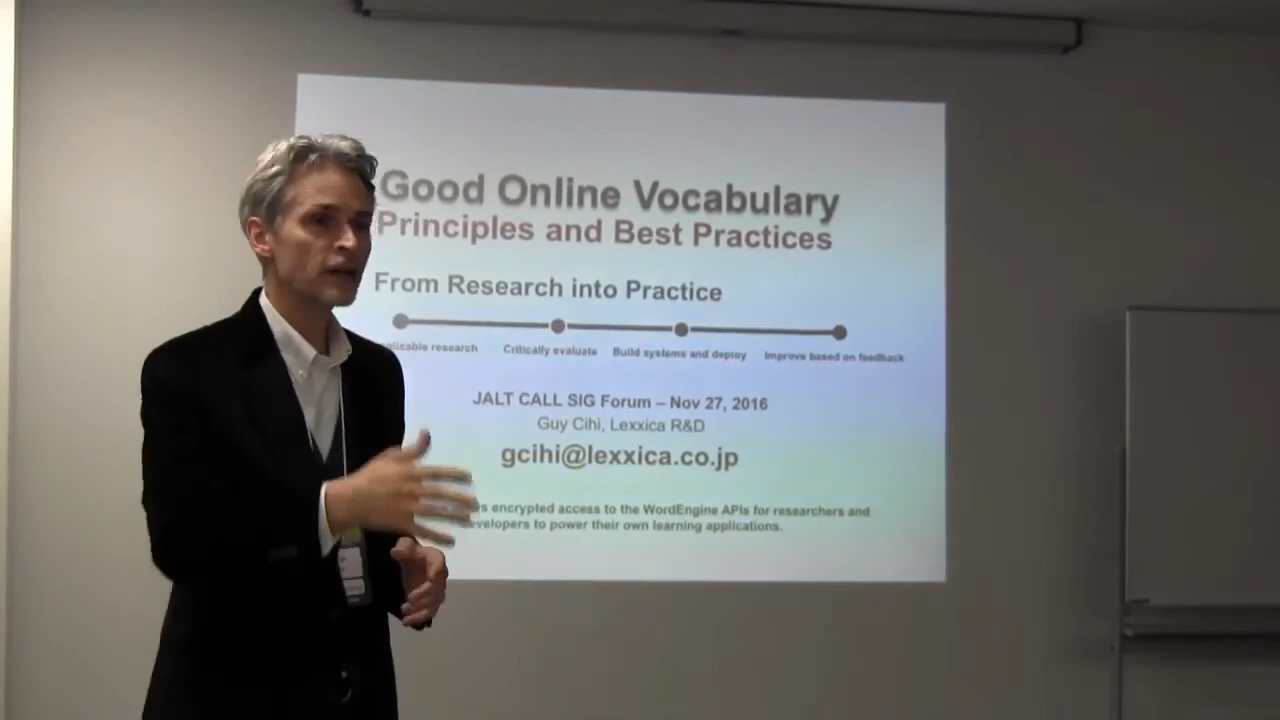 Good Online Vocabulary
Principles and Best Practices
From Research into Practice
research Critically evaluate Build systems and deploy Improve based on feedback
JALT CALL SIG Forum – Nov 27, 2016
Guy Cihi, Lexxica R&D
gcihi@lexxica.co.jp
encrypted access to the WordEngine APIs for researchers and
to power their own learning applications.